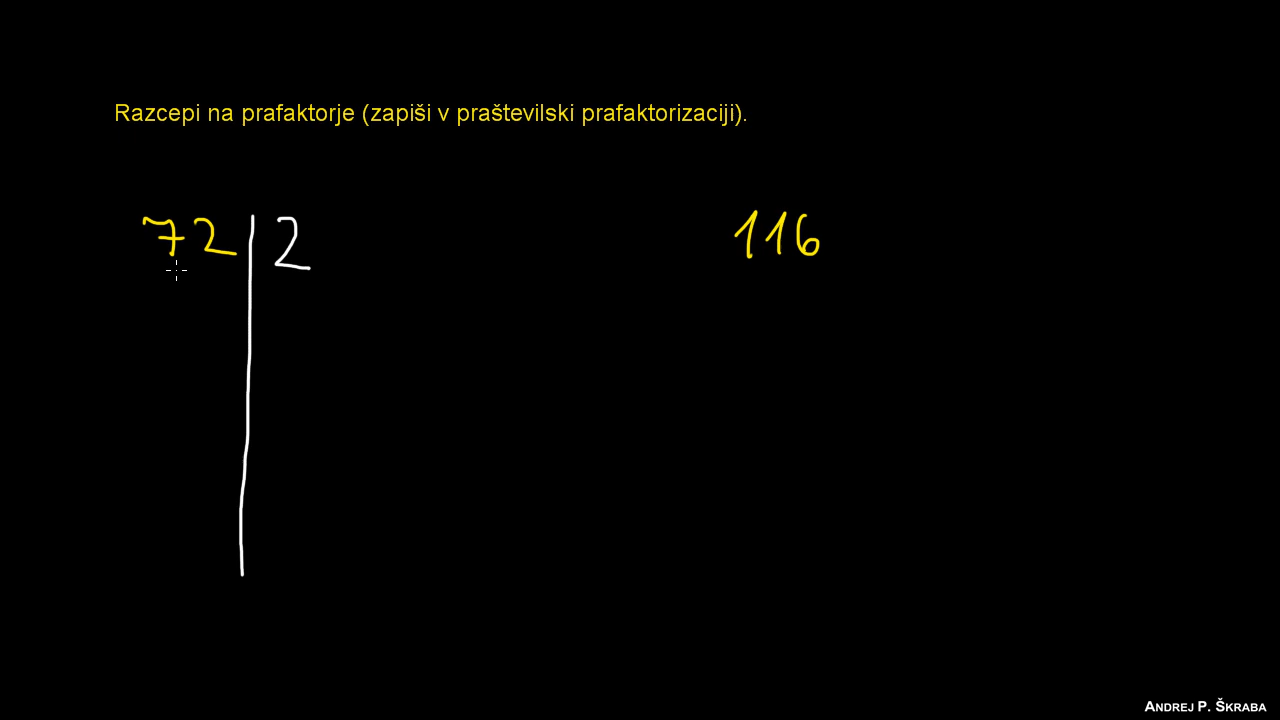 Razcepi na prafaktorje (zapiši v praštevilski prafaktorizaciji).
72 | 2 116
ANDREJ P. ŠKRABA